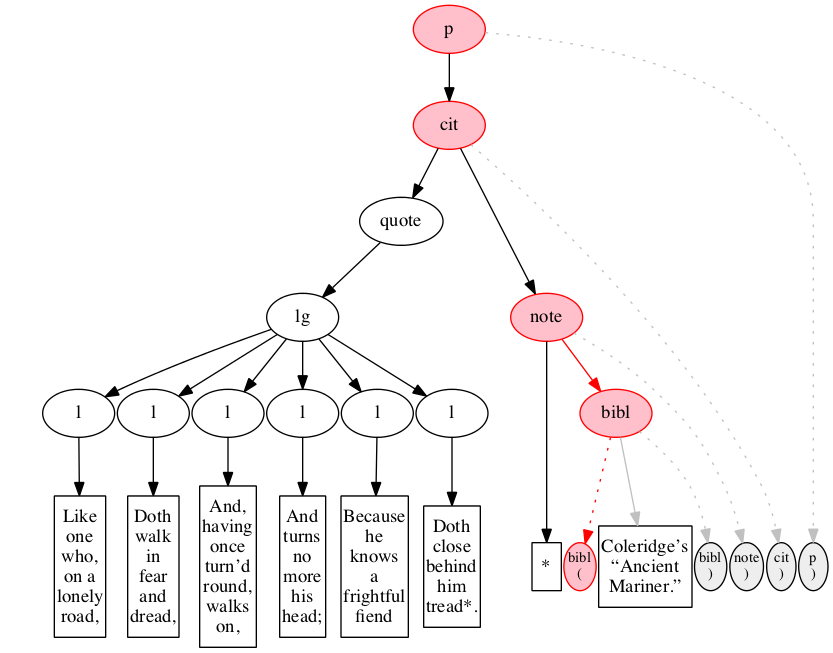 p
cit
quote
lg
note
l
l
l
l
l
l
bibl
Like
one
who,
on a
lonely
road,
Doth
walk
in
fear
and
dread,
And,
having
once
turn’d
round,
walks
on,
And
turns
no
more
his
head;
Because
he
knows
a
frightful
fiend
Doth
close
behind
him
tread*.
*
bibl
(
Coleridge’s
“Ancient
Mariner.”
bibl
)
note
)
cit
)
p
)